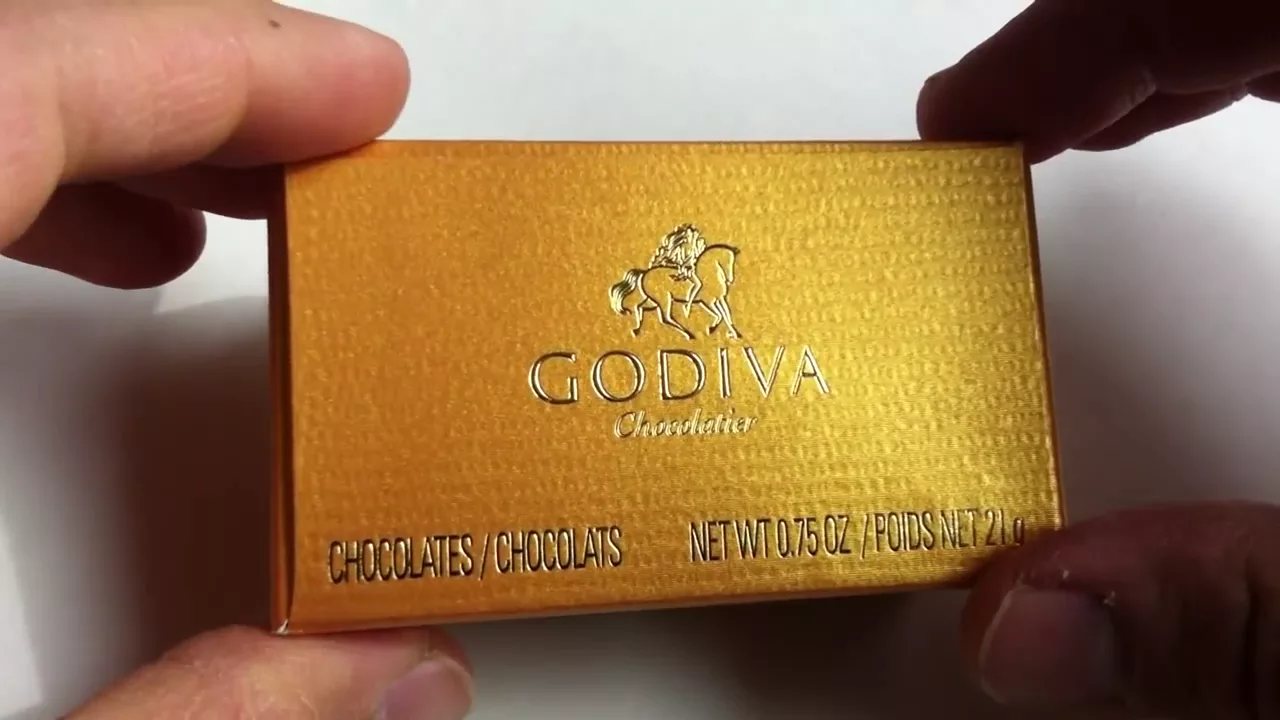 GODIVA
Chocolatier
CHOCOLATES / CHOCOLATS NET WT 0.75 OZ / POIDS NET 21 g